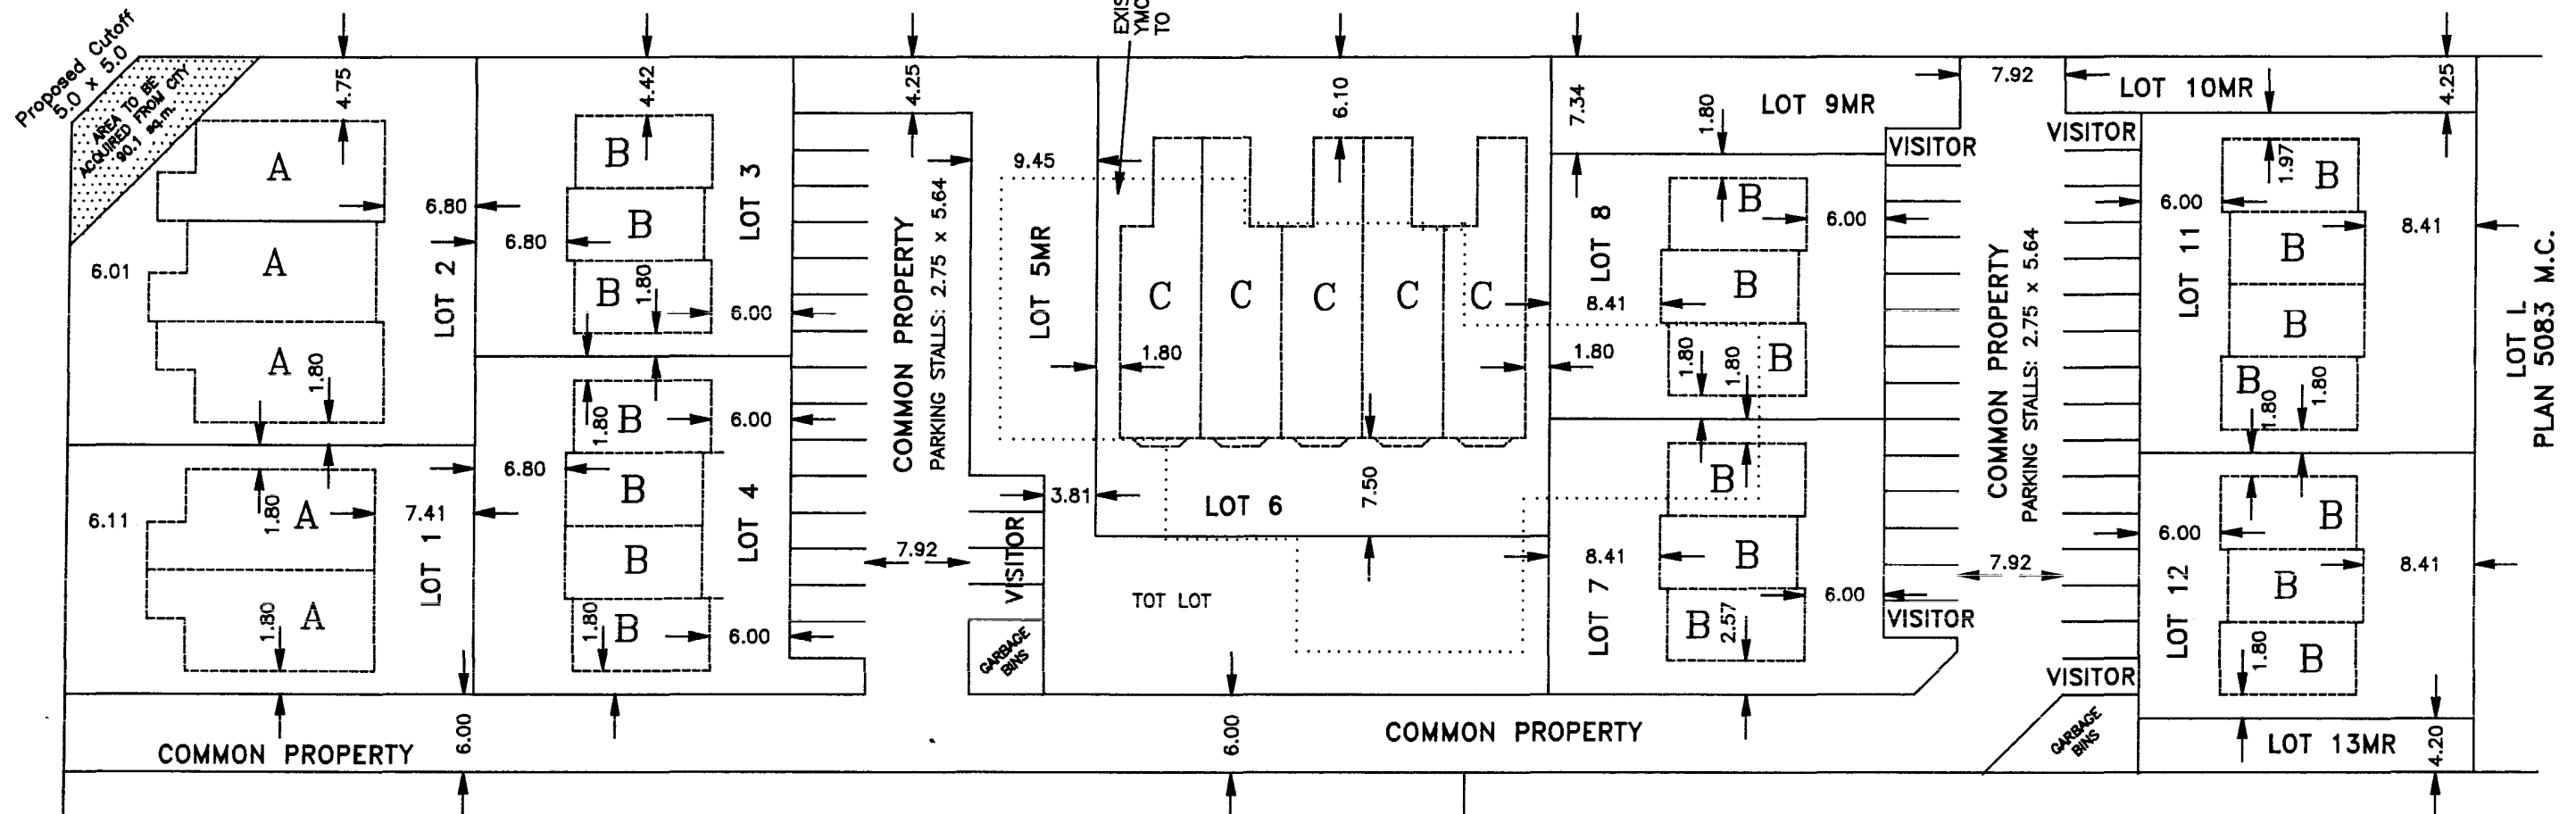 Proposed Cutoff
5.0 x 5.0
AREA TO BE
ACQUIRED FROM CITY
90.1 sq.m.
4.75
A
6.80
6.01
A
LOT 2
A
1.80
6.11
1.80
A
7.41
LOT 1
1.80
A
COMMON PROPERTY
6.00
4.42
B
LOT 3
6.80
B
B
1.80
6.00
1.80
B
6.00
6.80
B
LOT 4
B
1.80
B
6.00
4.25
COMMON PROPERTY
PARKING STALLS: 2.75 x 5.64
7.92
VISITOR
GARBAGE
BINS
9.45
LOT 5MR
3.81
TOT LOT
6.00
6.10
C
C
C
C
C
1.80
1.80
LOT 6
7.50
COMMON PROPERTY
7.34
1.80
LOT 9MR
7.92
VISITOR
LOT 8
B
6.00
8.41
B
1.80
1.80
B
B
8.41
B
LOT 7
B
2.57
6.00
VISITOR
COMMON PROPERTY
PARKING STALLS: 2.75 x 5.64
7.92
LOT 10MR
4.25
VISITOR
1.97
B
6.00
LOT 11
B
8.41
B
B
1.80
1.80
B
6.00
LOT 12
B
8.41
1.80
B
VISITOR
GARBAGE
BINS
LOT 13MR
4.20
LOT L
PLAN 5083 M.C.